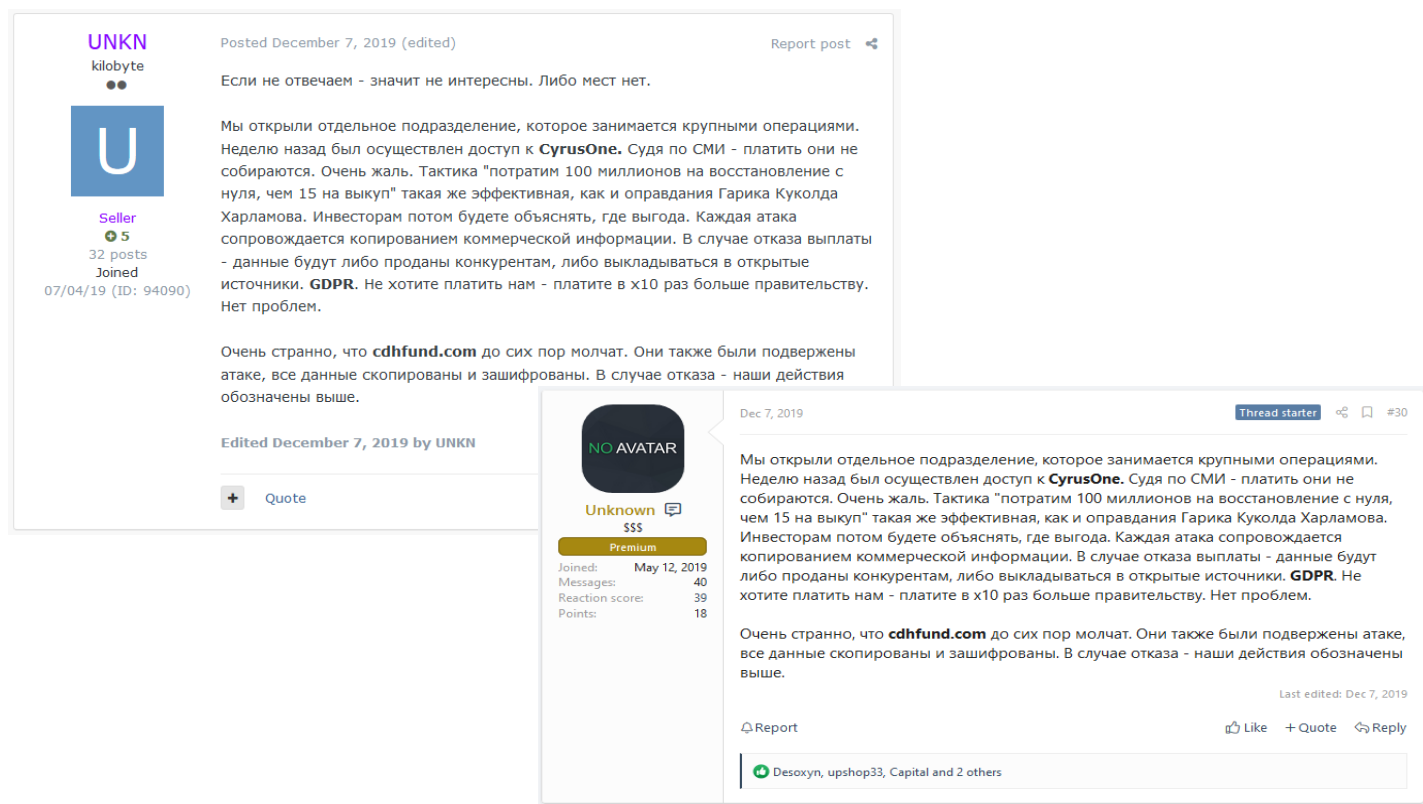 UNKN
kilobyte
U
Seller
5
32 posts
Joined
07/04/19 (ID: 94090)
Posted December 7, 2019 (edited)
Report post
Если не отвечаем - значит не интересны. Либо мест нет.
Мы открыли отдельное подразделение, которое занимается крупными операциями.
Неделю назад был осуществлен доступ к CyrusOne. Судя по СМИ - платить они не
собираются. Очень жаль. Тактика "потратим 100 миллионов на восстановление с
нуля, чем 15 на выкуп" такая же эффективная, как и оправдания Гарика Куколда
Харламова. Инвесторам потом будете объяснять, где выгода. Каждая атака
сопровождается копированием коммерческой информации. В случае отказа выплаты
- данные будут либо проданы конкурентам, либо выкладываться в открытые
источники. GDPR. Не хотите платить нам - платите в x10 раз больше правительству.
Нет проблем.
Очень странно, что cdhfund.com до сих пор молчат. Они также были подвержены
атаке, все данные скопированы и зашифрованы. В случае отказа - наши действия
обозначены выше.
Edited December 7, 2019 by UNKN
+ Quote
NO AVATAR
Unknown
$$$
Premium
Joined: May 12, 2019
Messages: 40
Reaction score: 39
Points: 18
Dec 7, 2019
Thread starter
#30
Мы открыли отдельное подразделение, которое занимается крупными операциями.
Неделю назад был осуществлен доступ к CyrusOne. Судя по СМИ - платить они не
собираются. Очень жаль. Тактика "потратим 100 миллионов на восстановление с нуля,
чем 15 на выкуп" такая же эффективная, как и оправдания Гарика Куколда Харламова.
Инвесторам потом будете объяснять, где выгода. Каждая атака сопровождается
копированием коммерческой информации. В случае отказа выплаты - данные будут
либо проданы конкурентам, либо выкладываться в открытые источники. GDPR. Не
хотите платить нам - платите в x10 раз больше правительству. Нет проблем.
Очень странно, что cdhfund.com до сих пор молчат. Они также были подвержены атаке,
все данные скопированы и зашифрованы. В случае отказа - наши действия обозначены
выше.
Last edited: Dec 7, 2019
Report
Like + Quote Reply
Desoxyn, upshop33, Capital and 2 others